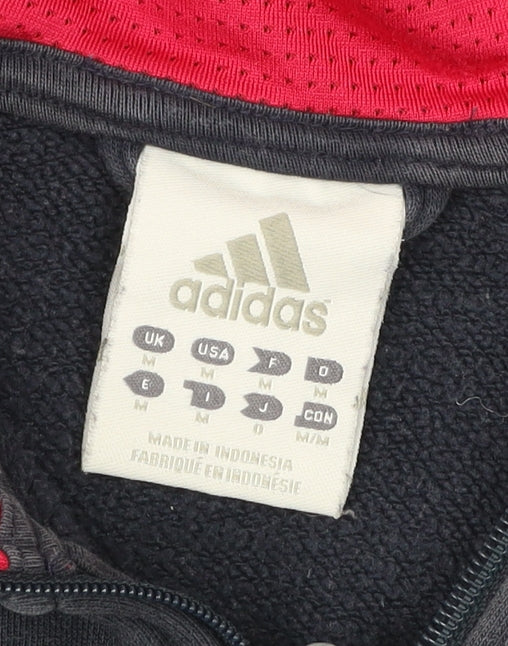 adidas
UK USA F D
M M M M
E I J CON
M M O M/M
MADE IN INDONESIA
FABRIQUÉ EN INDONÉSIE